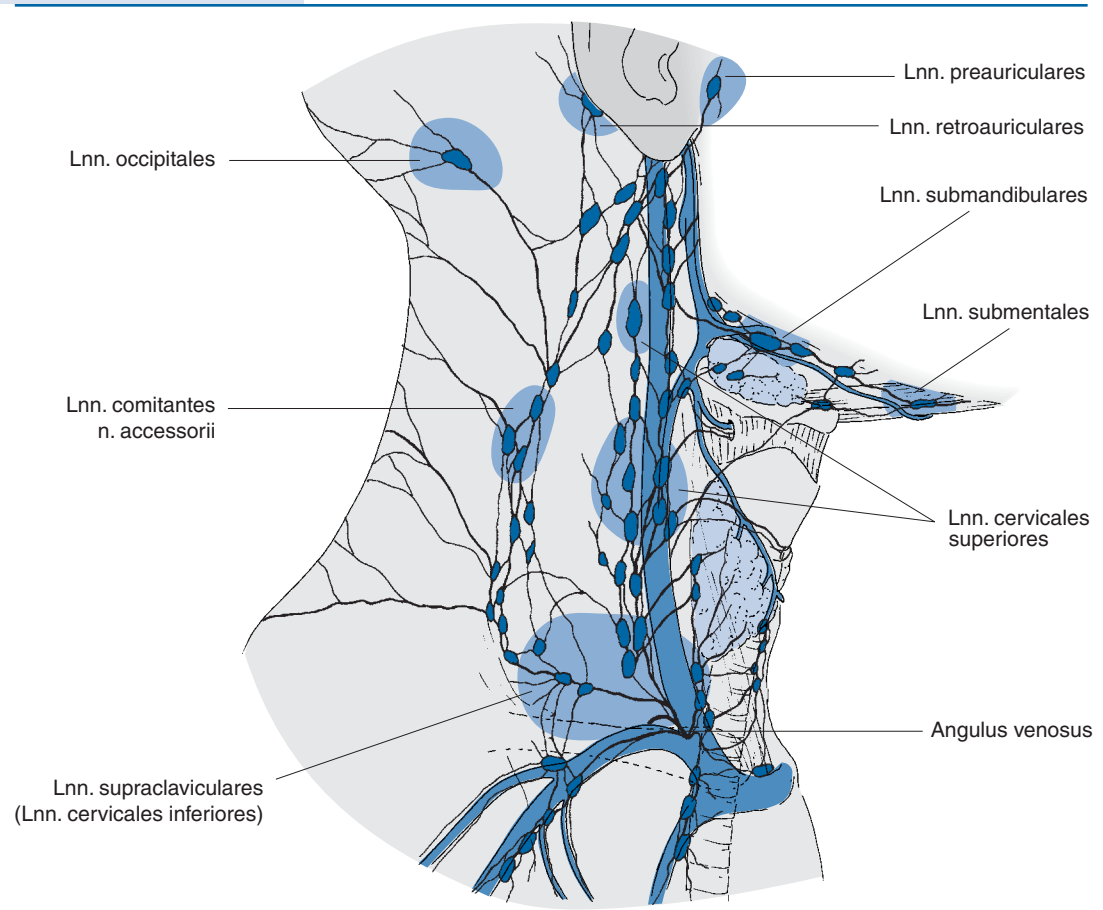 Lnn. preauriculares
Lnn. retroauriculares
Lnn. occipitales
Lnn. submandibulares
Lnn. submentales
Lnn. comitantes
n. accessorii
Lnn. cervicales
superiores
Angulus venosus
Lnn. supraclaviculares
(Lnn. cervicales inferiores)